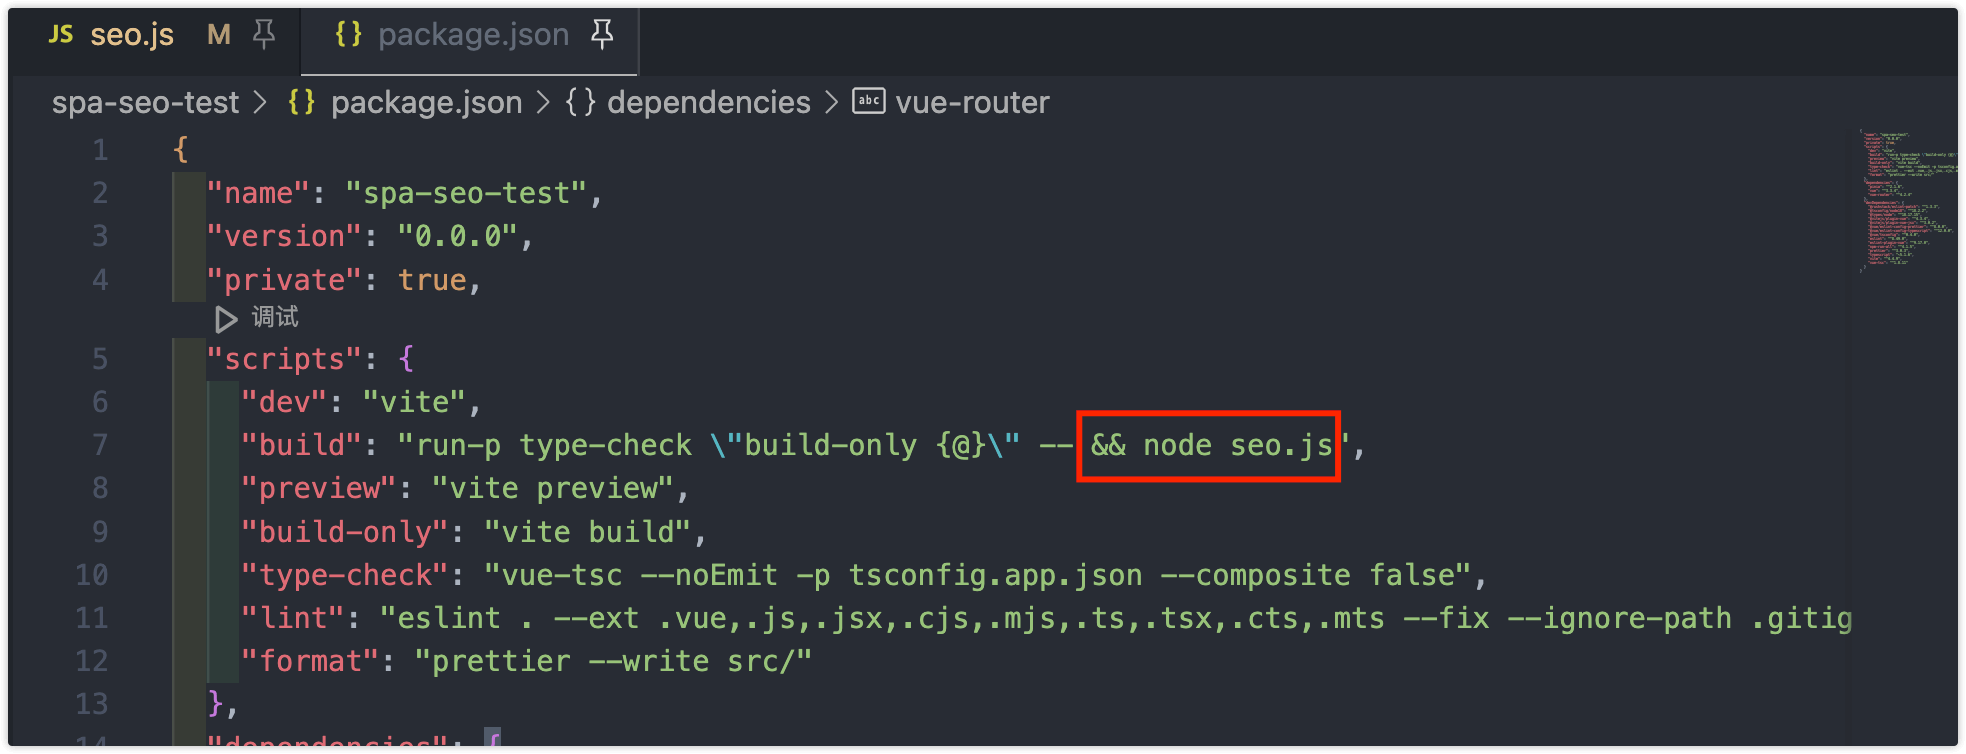 JS seo.js M {} package.json
spa-seo-test > {} package.json > {} dependencies > abc vue-router
1 {
2 "name": "spa-seo-test",
3 "version": "0.0.0",
4 "private": true,
调试
5 "scripts": {
6 "dev": "vite",
7 "build": "run-p type-check \"build-only {@}\" -- && node seo.js",
8 "preview": "vite preview",
9 "build-only": "vite build",
10 "type-check": "vue-tsc --noEmit -p tsconfig.app.json --composite false",
11 "lint": "eslint . --ext .vue,.js,.jsx,.cjs,.mjs,.ts,.tsx,.cts,.mts --fix --ignore-path .gitig
12 "format": "prettier --write src/"
13 },
14 "dependencies": {